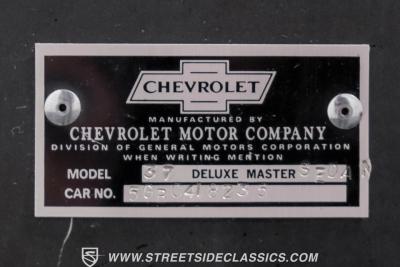 CHEVROLET
MANUFACTURED BY
CHEVROLET MOTOR COMPANY
DIVISION OF GENERAL MOTORS CORPORATION
WHEN WRITING MENTION
MODEL 37 DELUXE MASTER SEDAN
CAR NO.
WWW.STREETSIDECLASSICS.COM